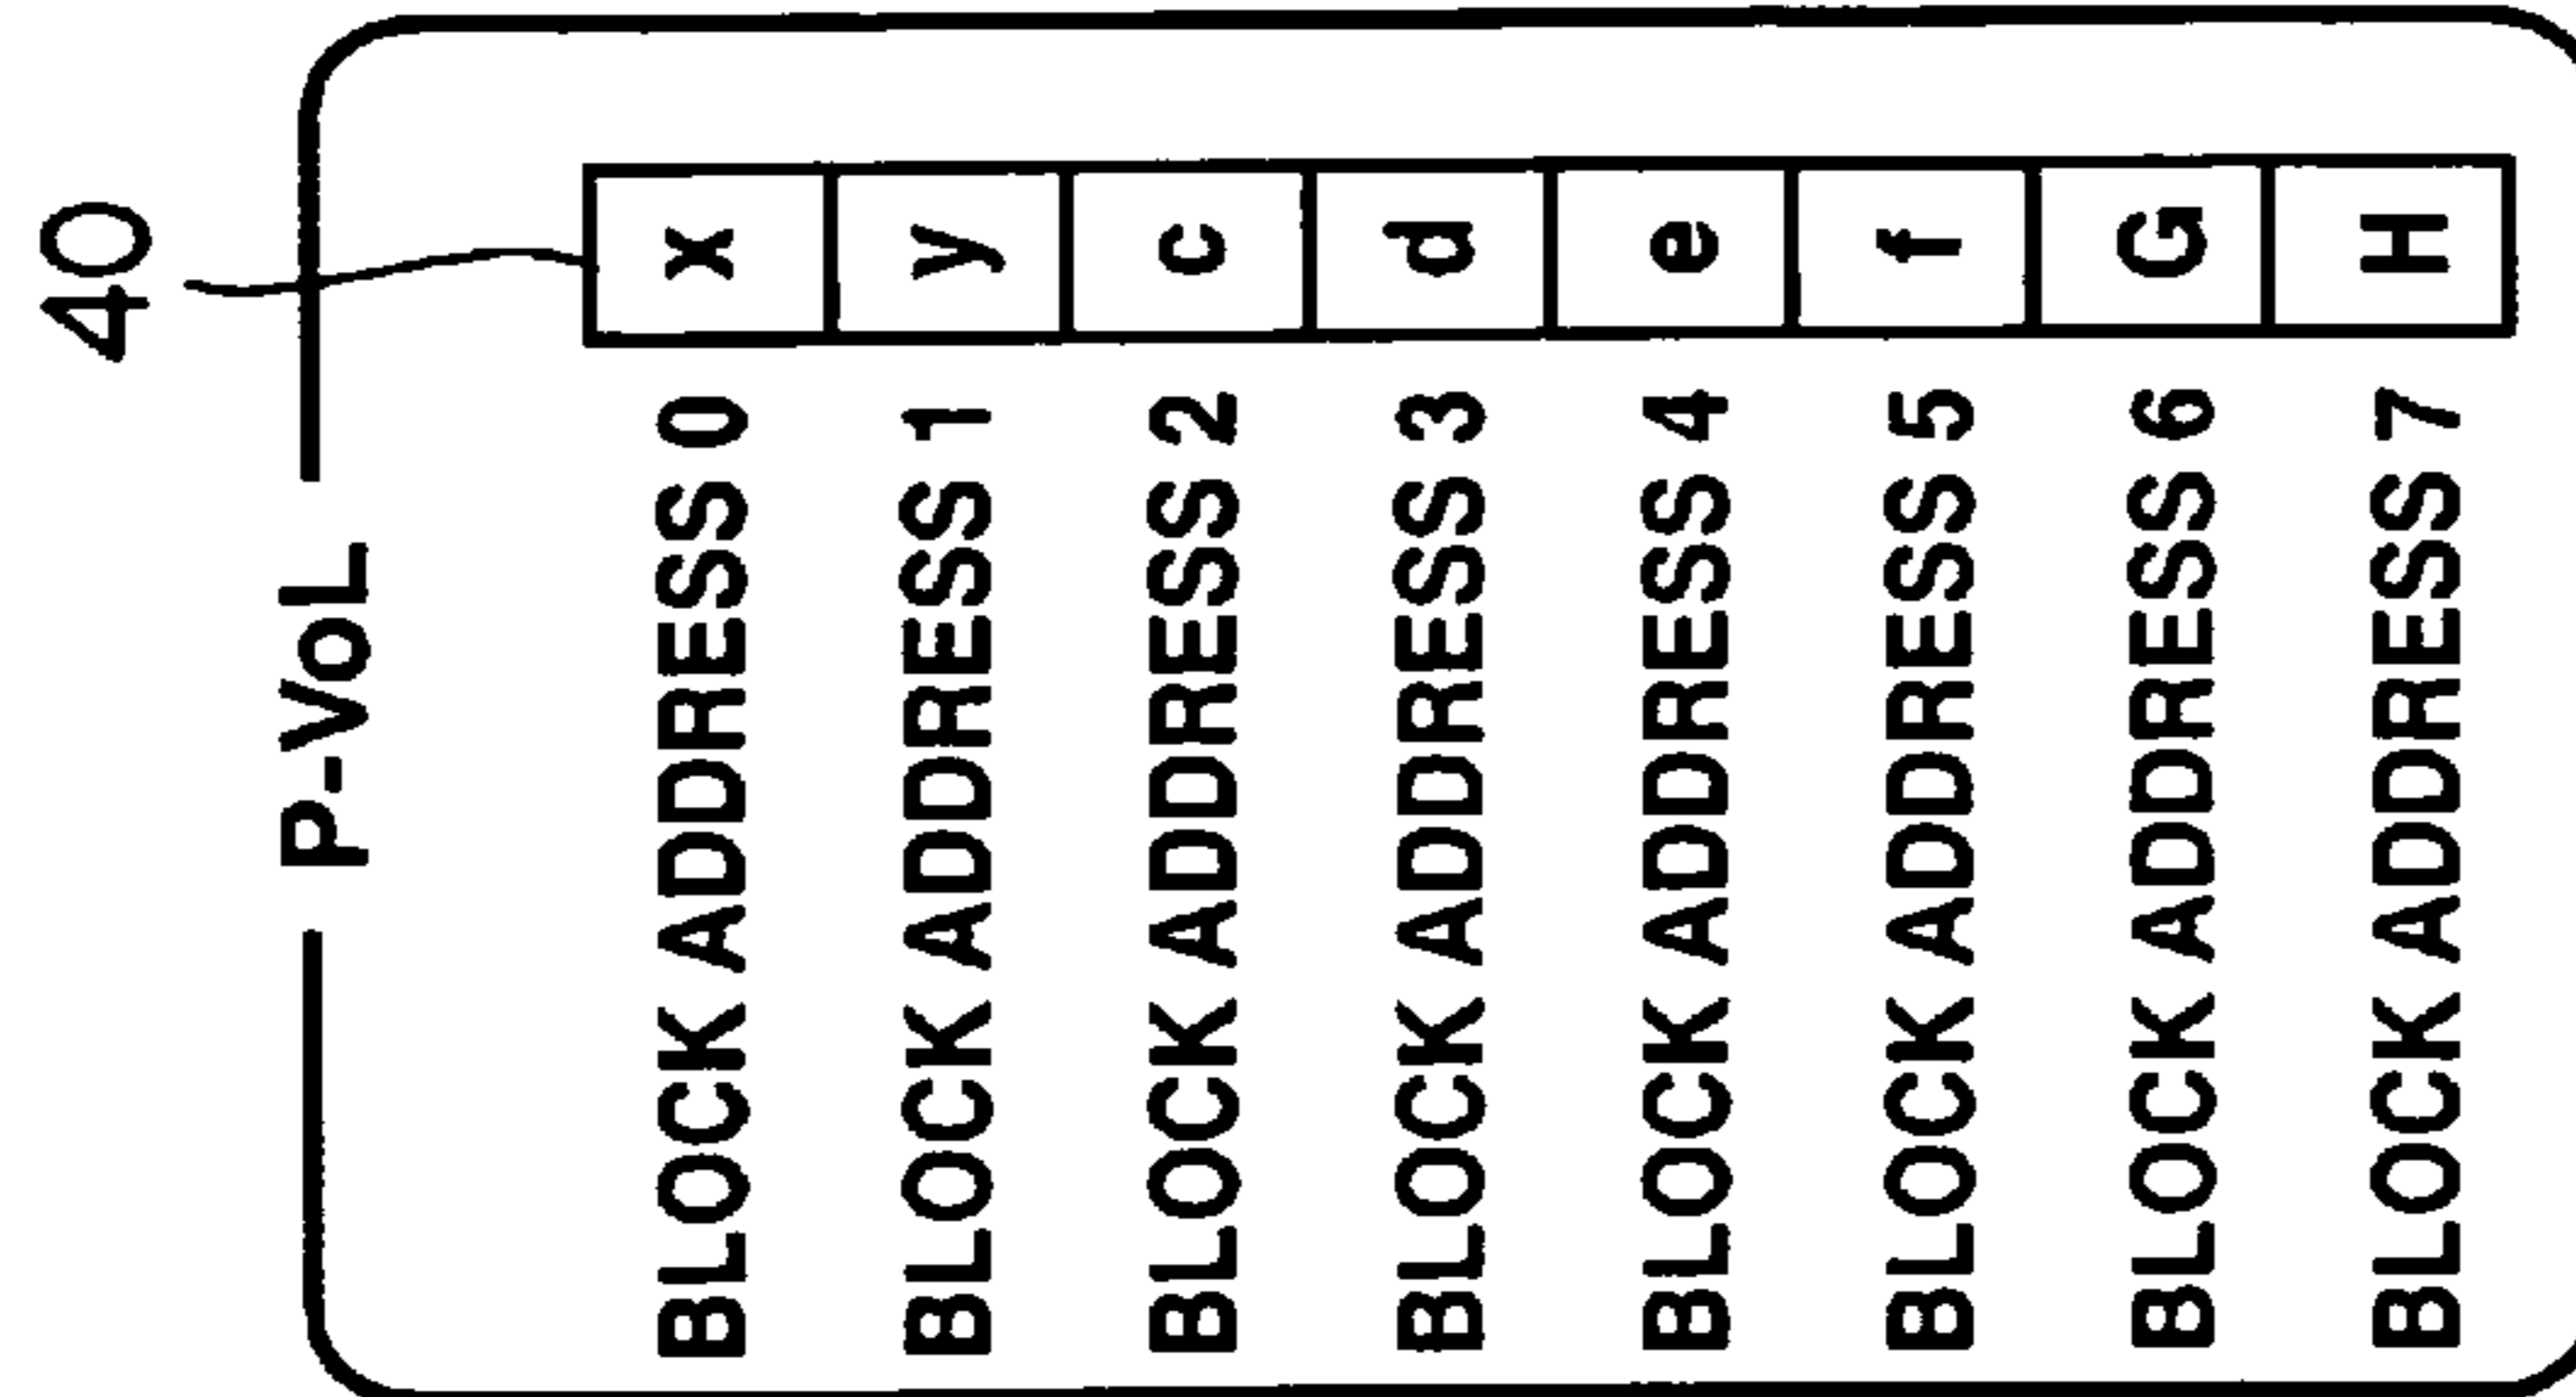 40
P-VoL
BLOCK ADDRESS 0 x
BLOCK ADDRESS 1 y
BLOCK ADDRESS 2 c
BLOCK ADDRESS 3 d
BLOCK ADDRESS 4 e
BLOCK ADDRESS 5 f
BLOCK ADDRESS 6 G
BLOCK ADDRESS 7 H